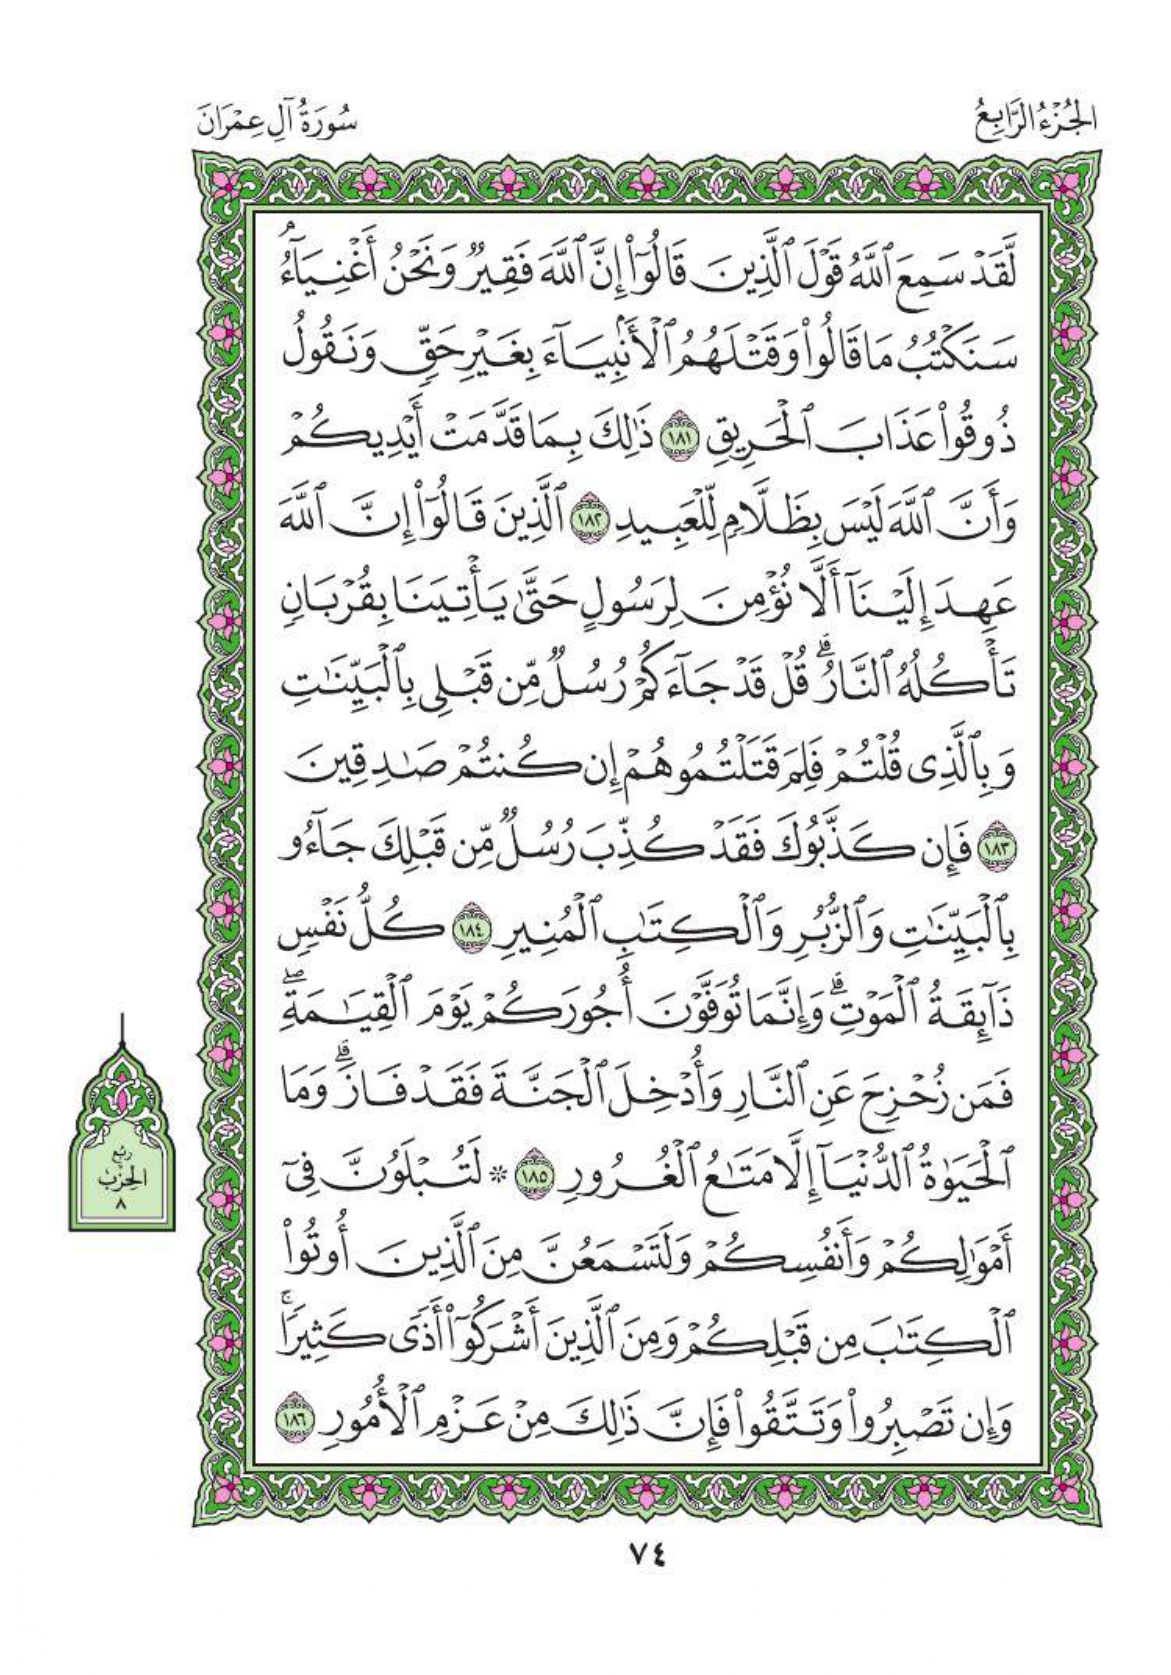 الجُزْءُ الرَّابِعُ
سُورَةُ آلِ عِمْرَانَ
لَّقَدْ سَمِعَ ٱللَّهُ قَوْلَ ٱلَّذِينَ قَالُوٓاْ إِنَّ ٱللَّهَ فَقِيرٌ وَنَحْنُ أَغْنِيَآءُۘ
سَنَكْتُبُ مَا قَالُواْ وَقَتْلَهُمُ ٱلْأَنۢبِيَآءَ بِغَيْرِ حَقٍّ وَنَقُولُ
ذُوقُواْ عَذَابَ ٱلْحَرِيقِ ١٨١ ذَٰلِكَ بِمَا قَدَّمَتْ أَيْدِيكُمْ
وَأَنَّ ٱللَّهَ لَيْسَ بِظَلَّامٍ لِّلْعَبِيدِ ١٨٢ ٱلَّذِينَ قَالُوٓاْ إِنَّ ٱللَّهَ
عَهِدَ إِلَيْنَآ أَلَّا نُؤْمِنَ لِرَسُولٍ حَتَّىٰ يَأْتِيَنَا بِقُرْبَانٍ
تَأْكُلُهُ ٱلنَّارُۗ قُلْ قَدْ جَآءَكُمْ رُسُلٌ مِّن قَبْلِى بِٱلْبَيِّنَٰتِ
وَبِٱلَّذِى قُلْتُمْ فَلِمَ قَتَلْتُمُوهُمْ إِن كُنتُمْ صَٰدِقِينَ
١٨٣ فَإِن كَذَّبُوكَ فَقَدْ كُذِّبَ رُسُلٌ مِّن قَبْلِكَ جَآءُو
بِٱلْبَيِّنَٰتِ وَٱلزُّبُرِ وَٱلْكِتَٰبِ ٱلْمُنِيرِ ١٨٤ كُلُّ نَفْسٍ
ذَآئِقَةُ ٱلْمَوْتِۗ وَإِنَّمَا تُوَفَّوْنَ أُجُورَكُمْ يَوْمَ ٱلْقِيَٰمَةِۖ
فَمَن زُحْزِحَ عَنِ ٱلنَّارِ وَأُدْخِلَ ٱلْجَنَّةَ فَقَدْ فَازَۗ وَمَا
ٱلْحَيَوٰةُ ٱلدُّنْيَآ إِلَّا مَتَٰعُ ٱلْغُرُورِ ١٨٥ * لَتُبْلَوُنَّ فِىٓ
أَمْوَٰلِكُمْ وَأَنفُسِكُمْ وَلَتَسْمَعُنَّ مِنَ ٱلَّذِينَ أُوتُواْ
ٱلْكِتَٰبَ مِن قَبْلِكُمْ وَمِنَ ٱلَّذِينَ أَشْرَكُوٓاْ أَذًى كَثِيرًاۚ
وَإِن تَصْبِرُواْ وَتَتَّقُواْ فَإِنَّ ذَٰلِكَ مِنْ عَزْمِ ٱلْأُمُورِ ١٨٦
رُبْع
الحِزْب
٨
٧٤